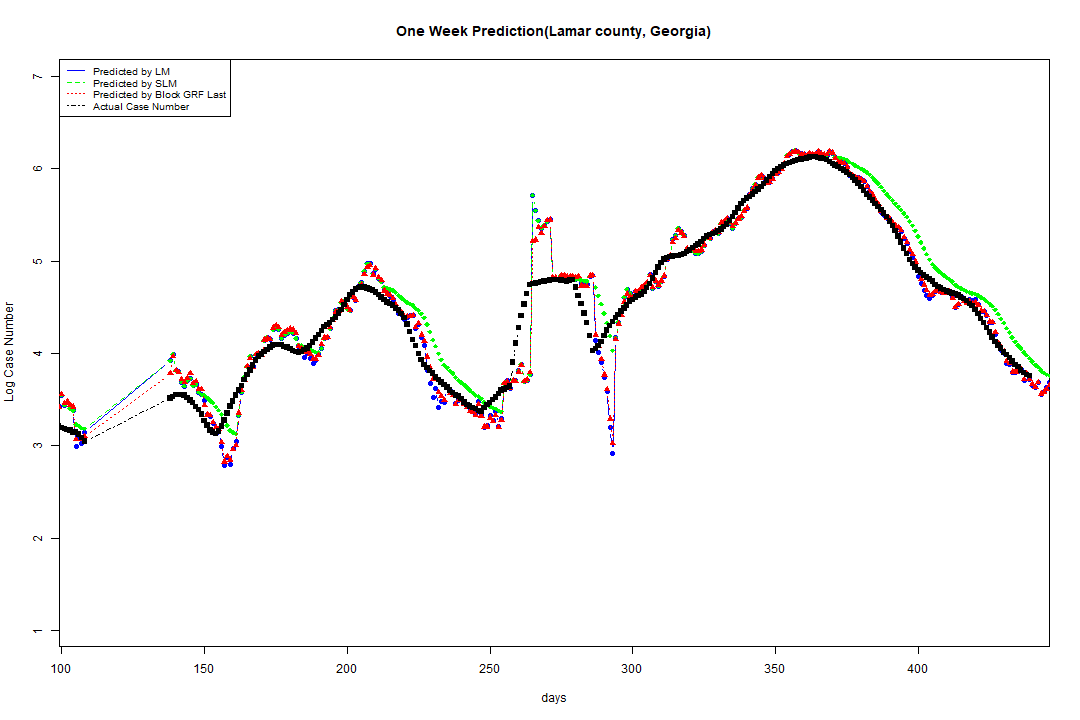 One Week Prediction(Lamar county, Georgia)
Predicted by LM
Predicted by SLM
Predicted by Block GRF Last
Actual Case Number
7
6
5
4
3
2
1
Log Case Number
100 150 200 250 300 350 400
days